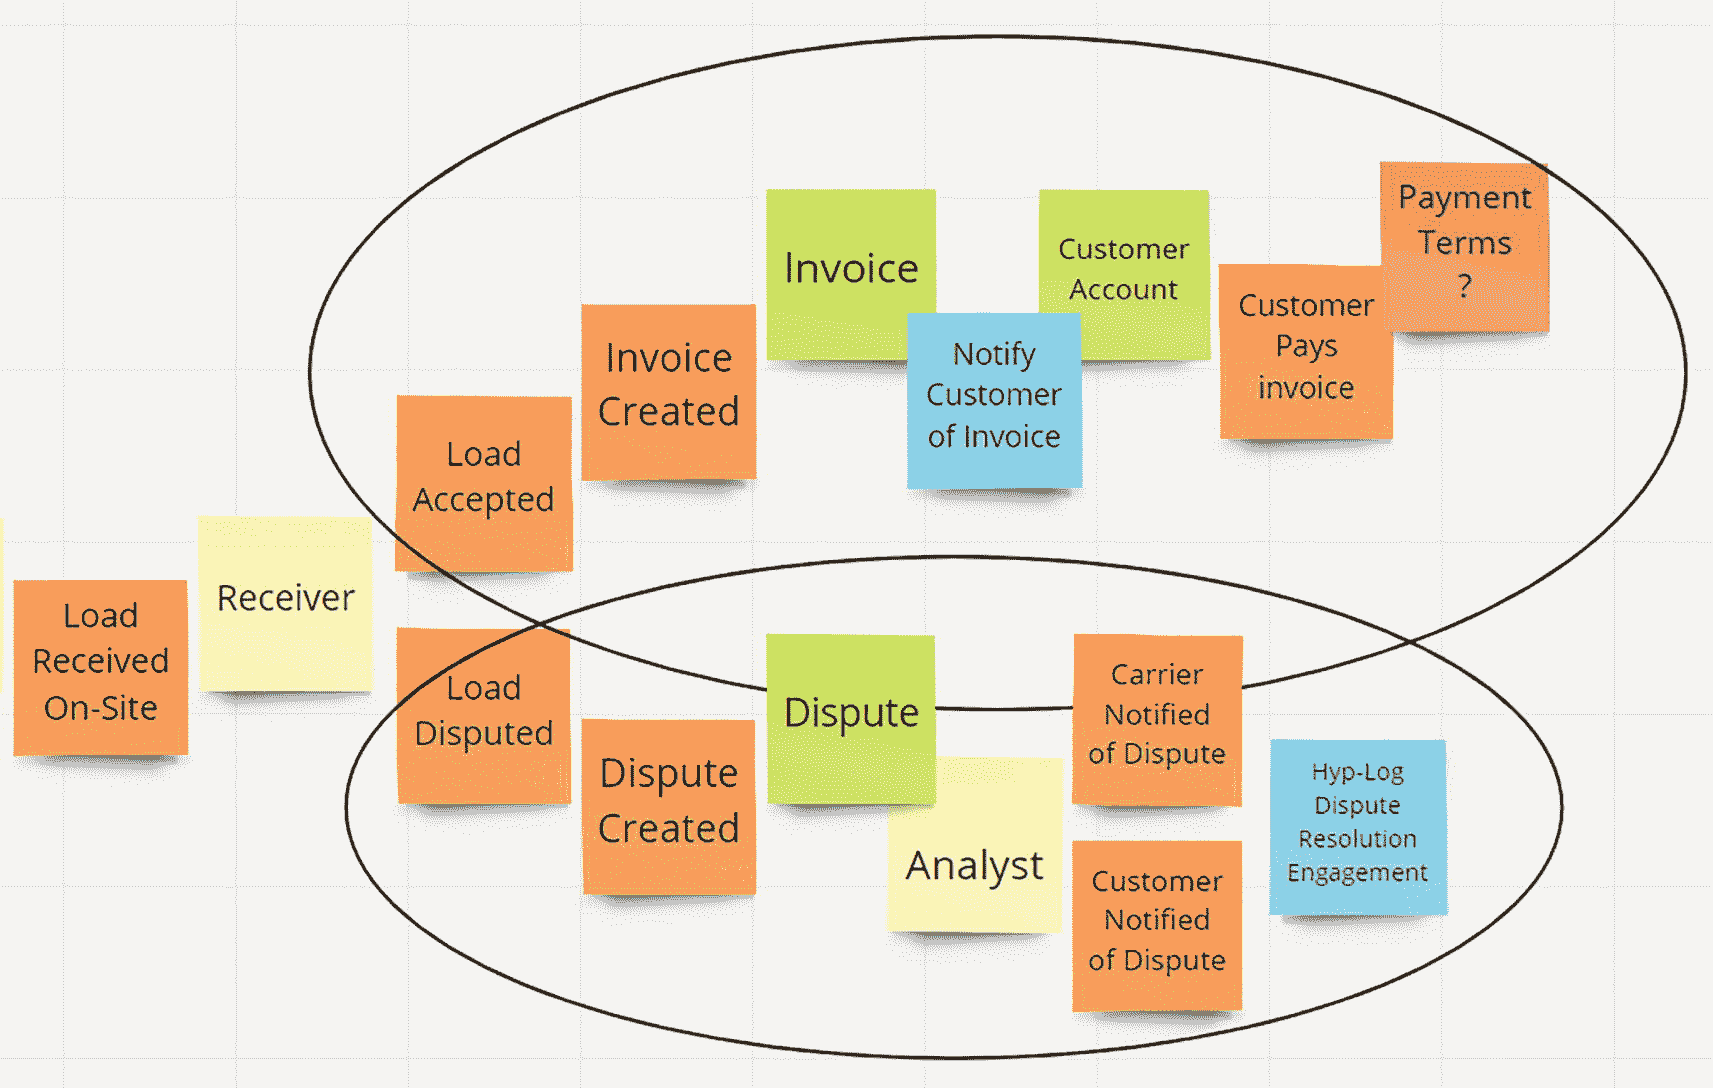 Payment
Terms
?
Invoice
Customer
Account
Customer
Pays
invoice
Invoice
Created
Notify
Customer
of Invoice
Load
Accepted
Receiver
Load
Received
On-Site
Load
Disputed
Dispute
Created
Dispute
Analyst
Carrier
Notified
of Dispute
Customer
Notified
of Dispute
Hyp-Log
Dispute
Resolution
Engagement